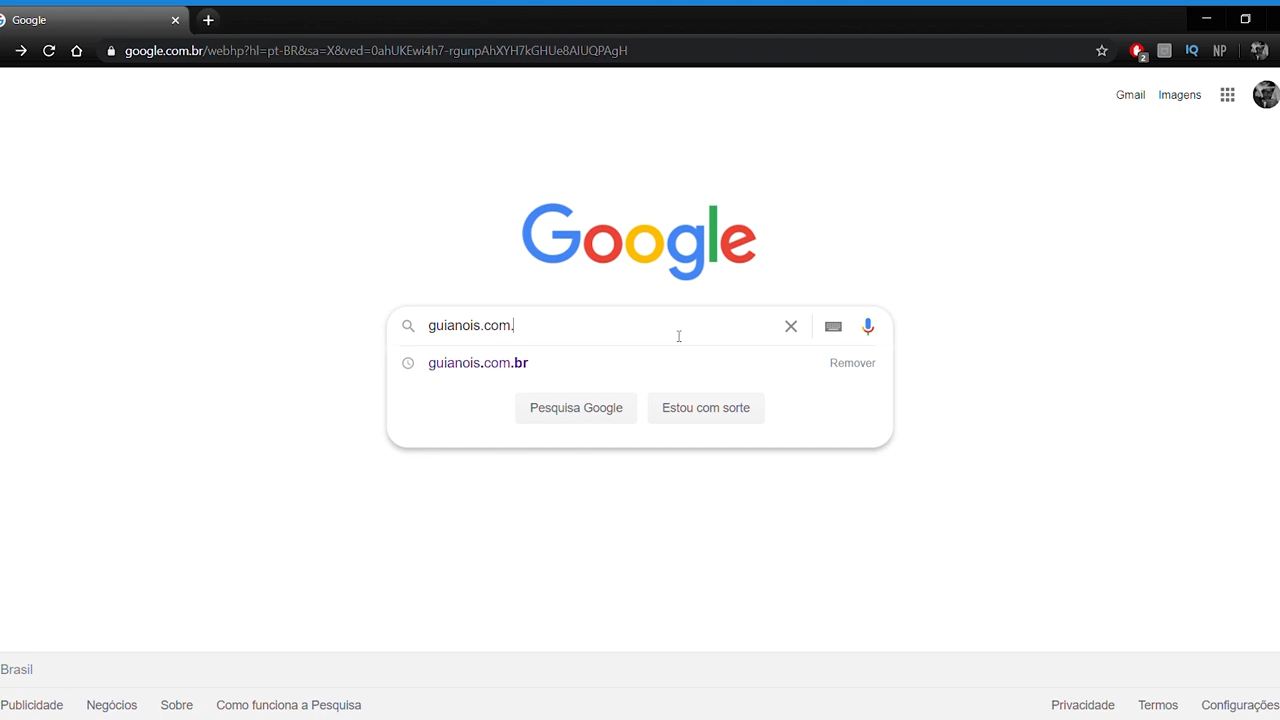 Google
google.com.br/webhp?hl=pt-BR&sa=X&ved=0ahUKEwi4h7-rgunpAhXYH7kGHUe8AIUQPAgH
2
IQ
NP
Gmail
Imagens
Google
guianois.com.
guianois.com.br
Remover
Pesquisa Google
Estou com sorte
Brasil
Publicidade
Negócios
Sobre
Como funciona a Pesquisa
Privacidade
Termos
Configurações